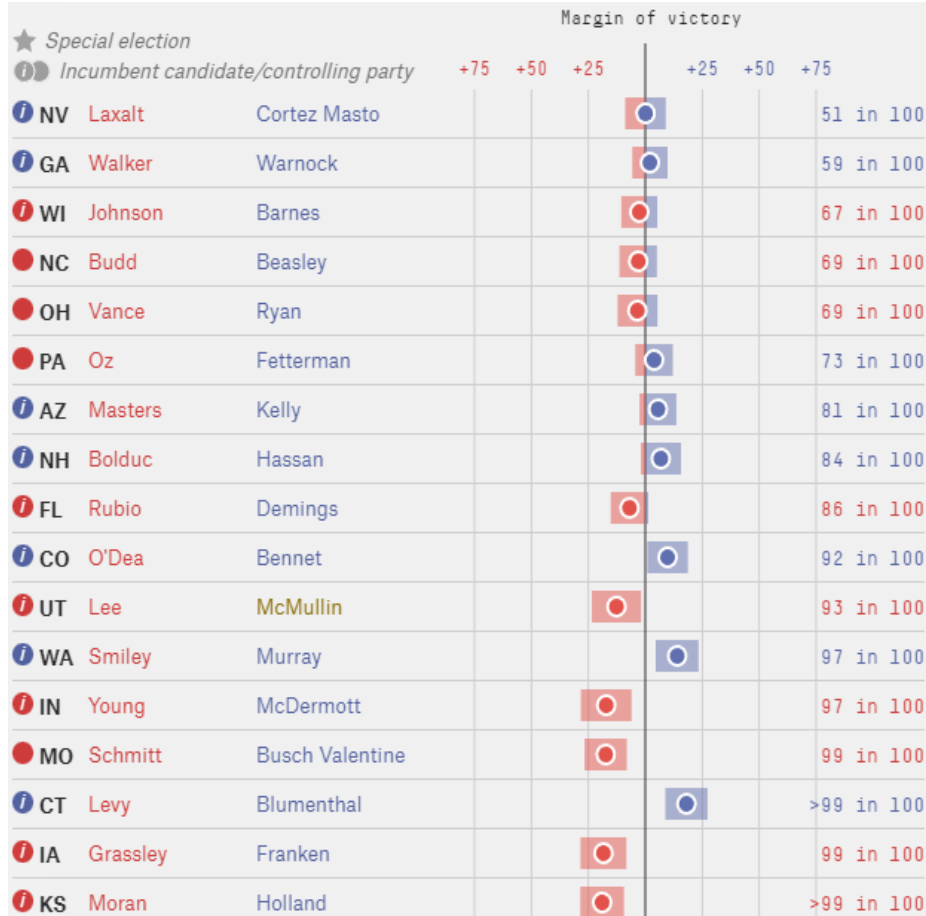 Margin of victory
Special election
Incumbent candidate/controlling party +75 +50 +25 +25 +50 +75
i NV Laxalt Cortez Masto 51 in 100
i GA Walker Warnock 59 in 100
i WI Johnson Barnes 67 in 100
NC Budd Beasley 69 in 100
OH Vance Ryan 69 in 100
PA Oz Fetterman 73 in 100
i AZ Masters Kelly 81 in 100
i NH Bolduc Hassan 84 in 100
i FL Rubio Demings 86 in 100
i CO O'Dea Bennet 92 in 100
i UT Lee McMullin 93 in 100
i WA Smiley Murray 97 in 100
i IN Young McDermott 97 in 100
MO Schmitt Busch Valentine 99 in 100
i CT Levy Blumenthal >99 in 100
i IA Grassley Franken 99 in 100
i KS Moran Holland >99 in 100